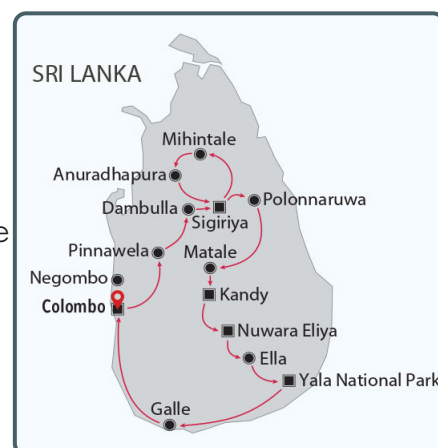 SRI LANKA
Mihintale
Anuradhapura
Dambulla
Sigiriya
Polonnaruwa
Pinnawela
Matale
Negombo
Kandy
Colombo
Nuwara Eliya
Ella
Yala National Park
Galle
e